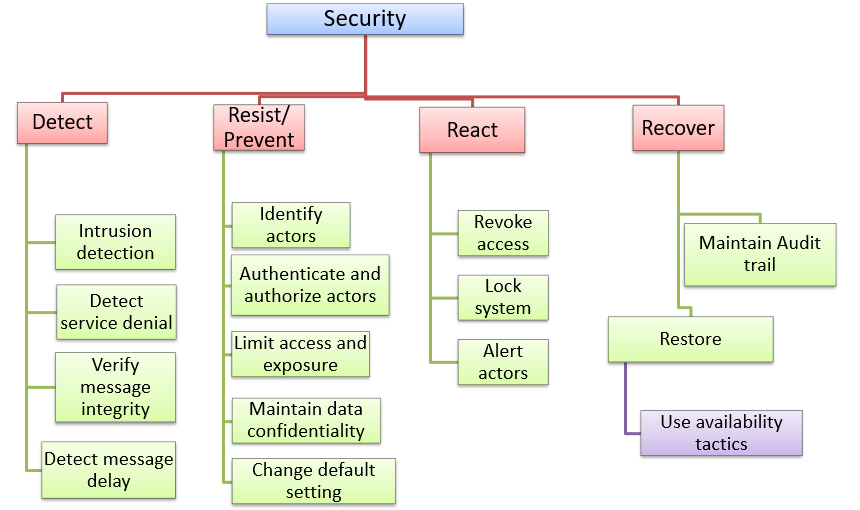 Security
Detect
Intrusion
detection
Detect
service denial
Verify
message
integrity
Detect message
delay
Resist/
Prevent
Identify
actors
Authenticate and
authorize actors
Limit access and
exposure
Maintain data
confidentiality
Change default
setting
React
Revoke
access
Lock
system
Alert
actors
Recover
Maintain Audit
trail
Restore
Use availability
tactics